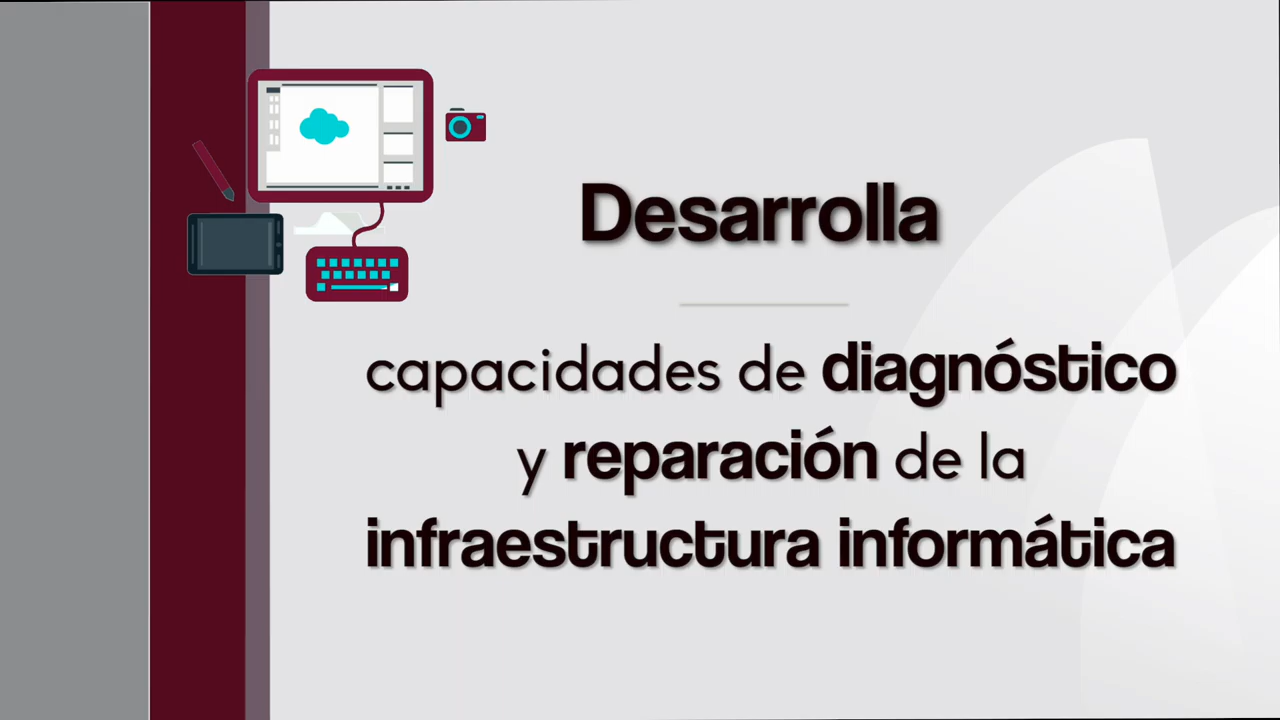 Desarrolla
capacidades de diagnóstico
y reparación de la
infraestructura informática